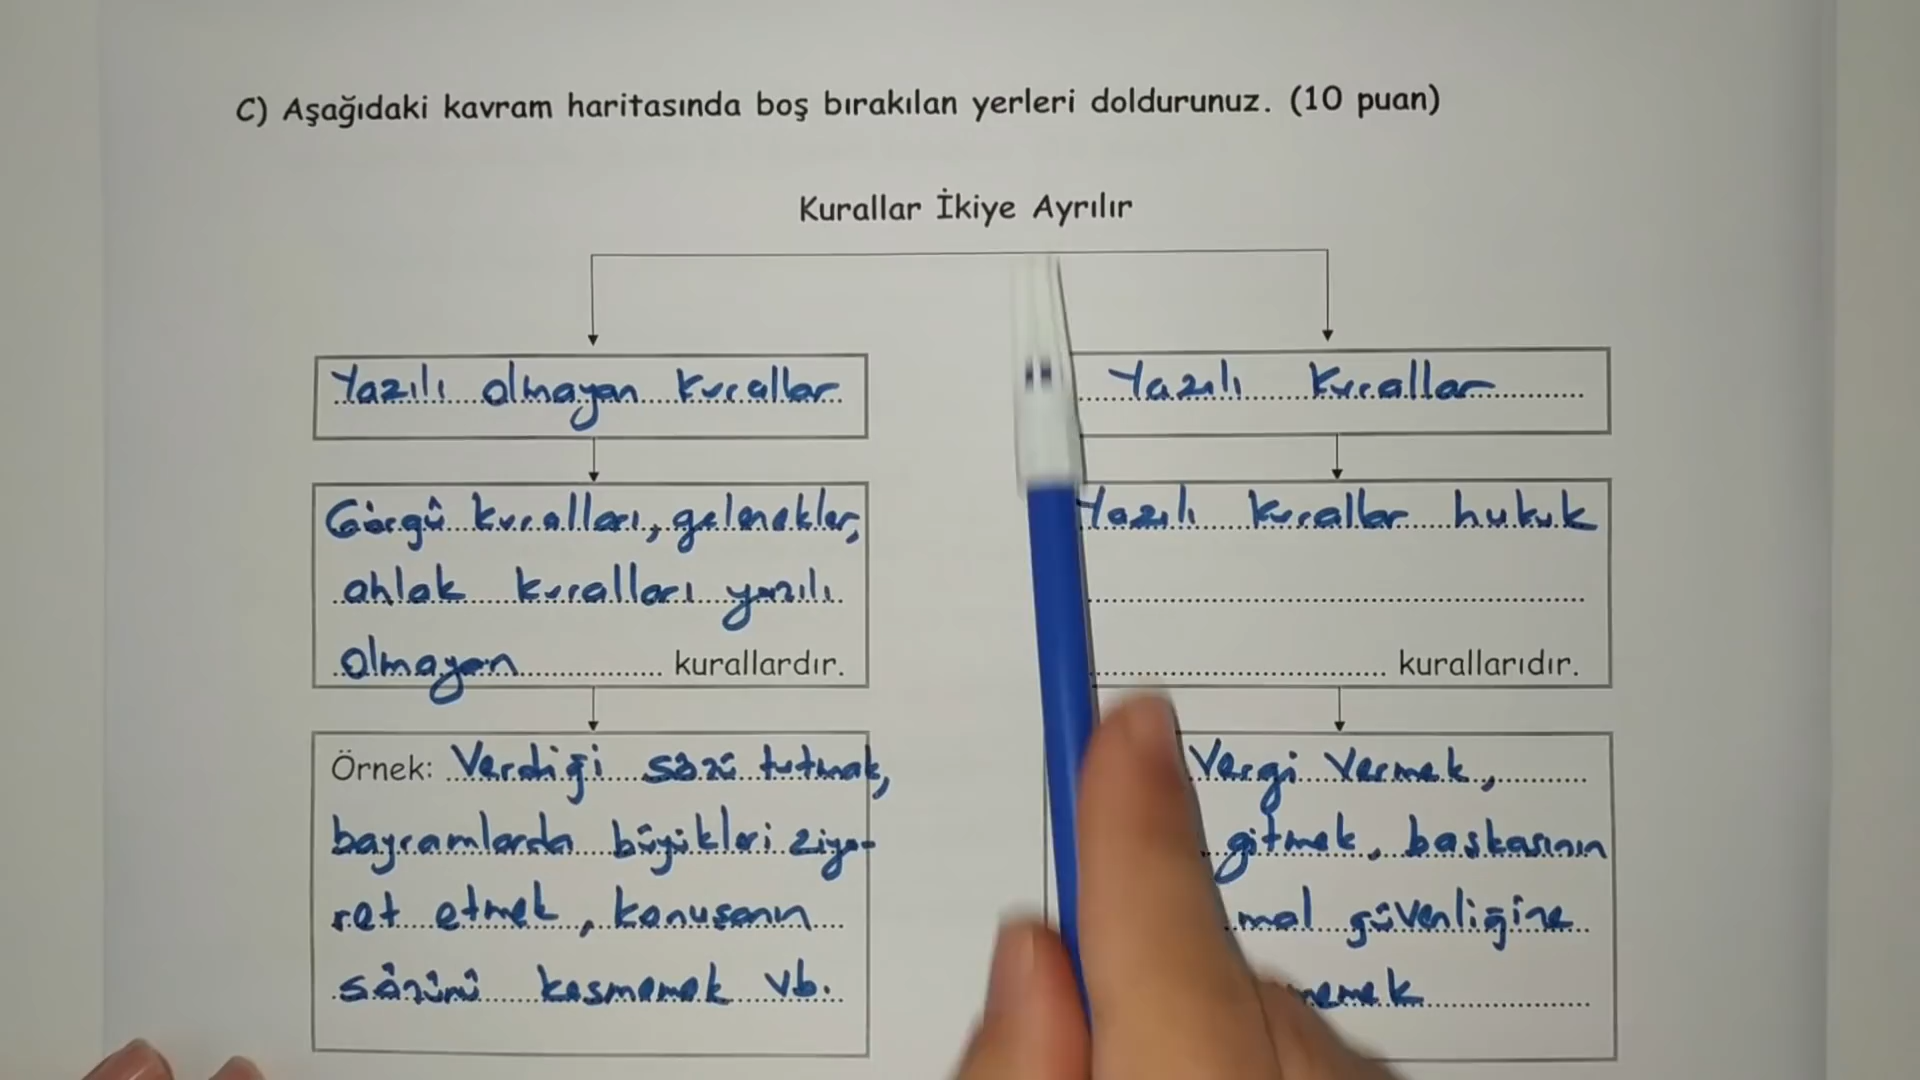 C) Aşağıdaki kavram haritasında boş bırakılan yerleri doldurunuz. (10 puan)
Kurallar İkiye Ayrılır
Yazılı olmayan kurallar
Görgü kuralları, gelenekler,
ahlak kuralları yazılı
olmayan kurallardır.
Örnek: Verdiği sözü tutmak,
bayramlarda büyükleri ziya-
ret etmek, konuşanın
sözünü kesmemek vb.
Yazılı kurallar
Yazılı kurallar hukuk
kurallarıdır.
Vergi vermek,
gitmek, başkasının
mal güvenliğine